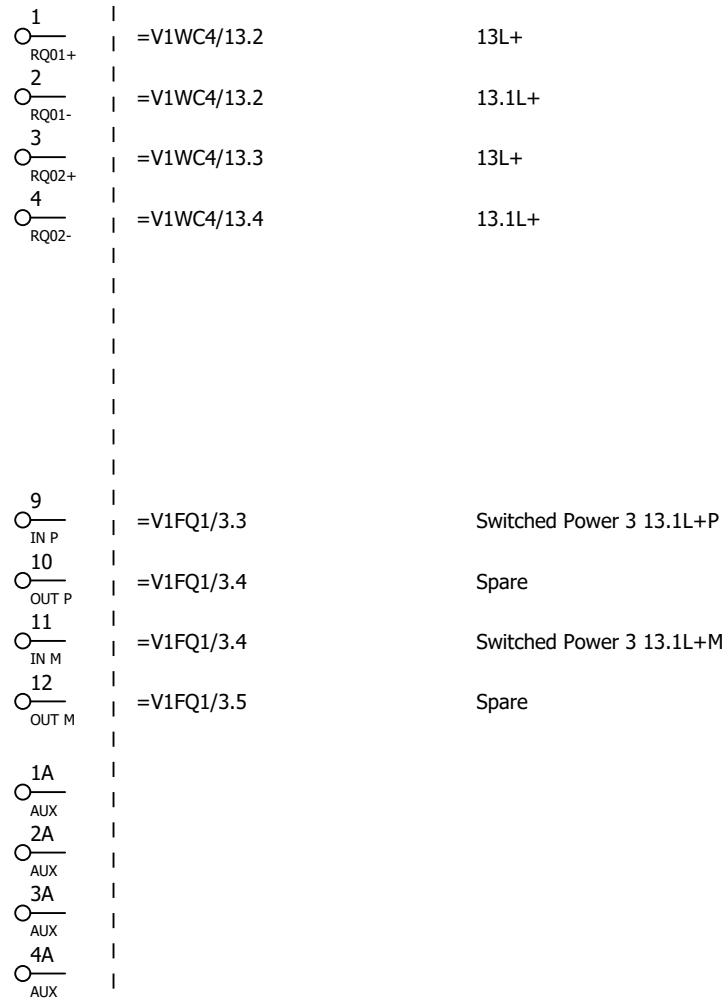 1
=V1WC4/13.2 13L+
RQ01+
2
=V1WC4/13.2 13.1L+
RQ01-
3
=V1WC4/13.3 13L+
RQ02+
4
=V1WC4/13.4 13.1L+
RQ02-
9
=V1FQ1/3.3 Switched Power 3 13.1L+P
IN P
10
=V1FQ1/3.4 Spare
OUT P
11
=V1FQ1/3.4 Switched Power 3 13.1L+M
IN M
12
=V1FQ1/3.5 Spare
OUT M
1A
AUX
2A
AUX
3A
AUX
4A
AUX